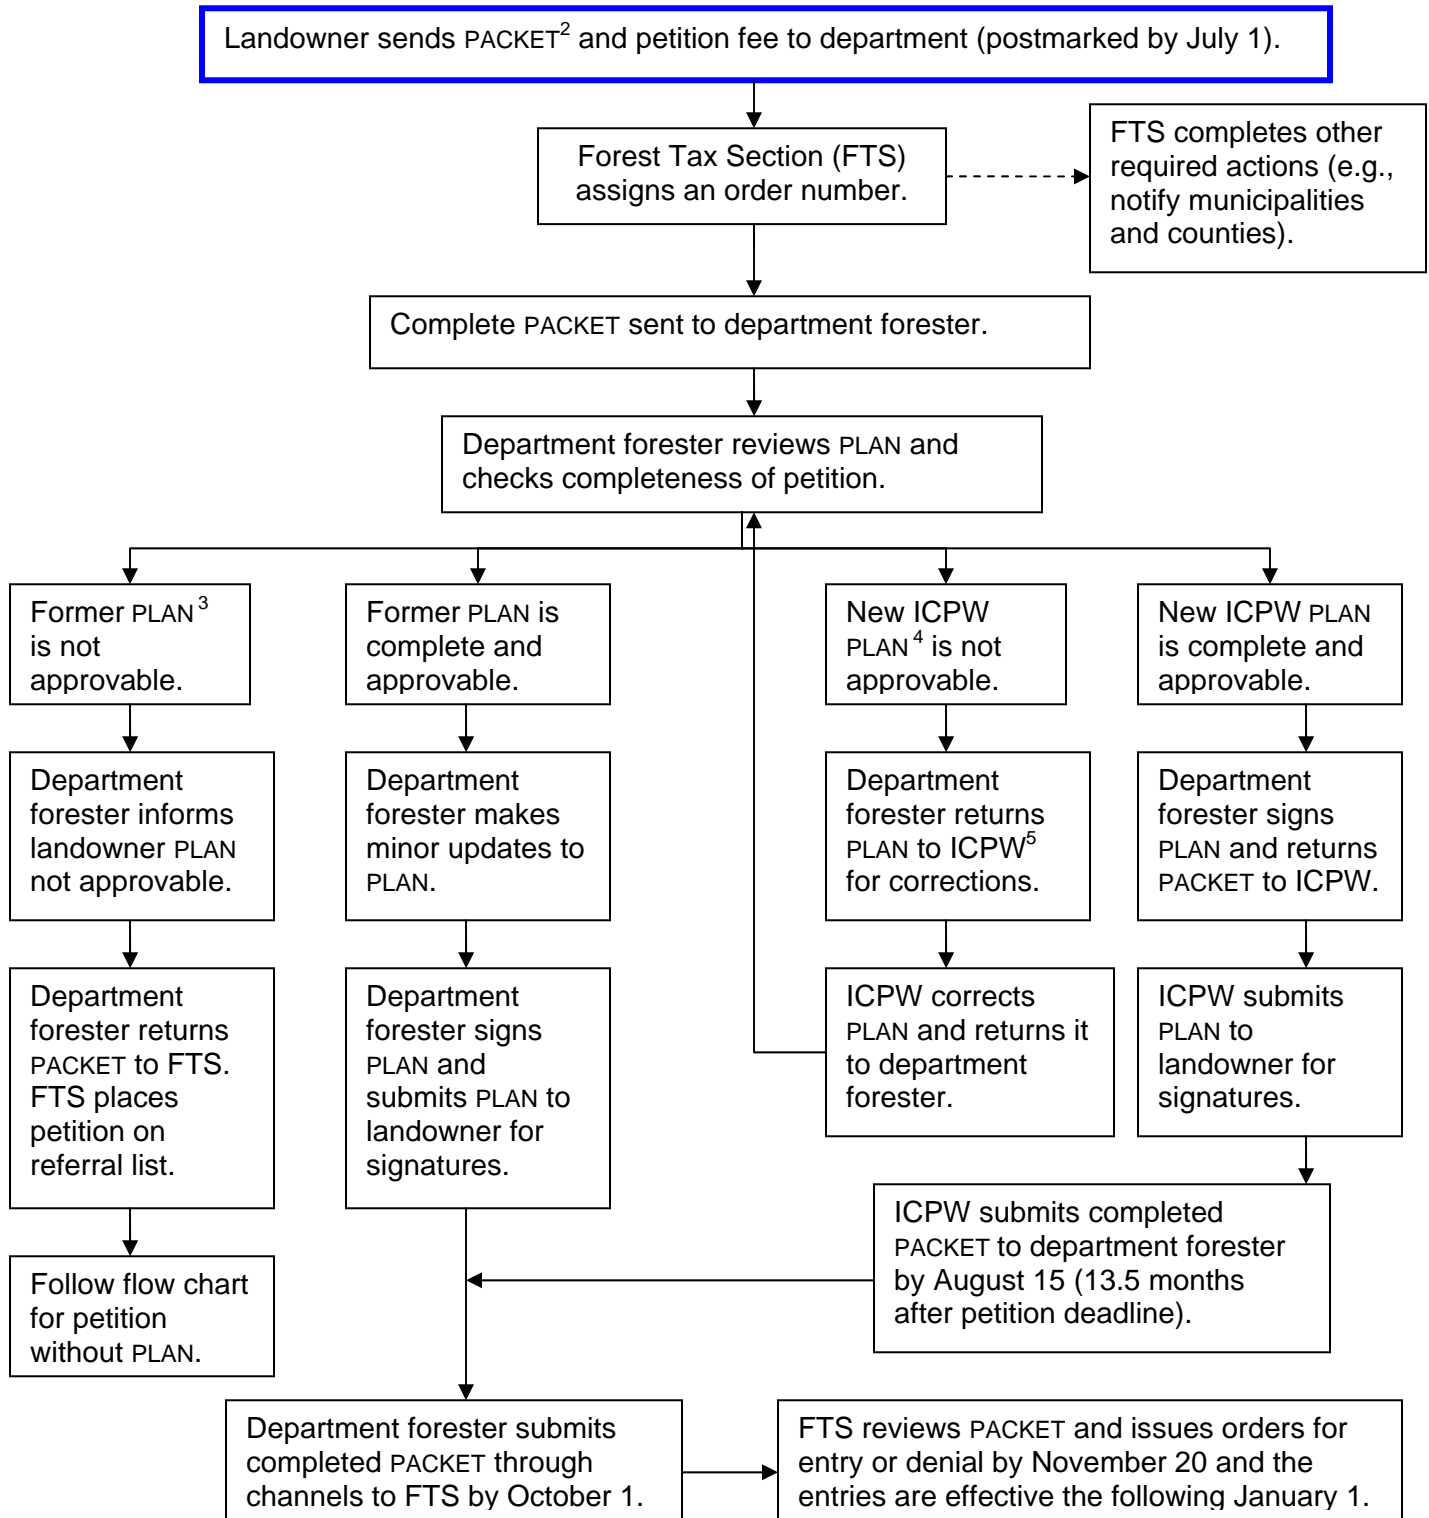 Landowner sends PACKET2 and petition fee to department (postmarked by July 1).
Forest Tax Section (FTS)
assigns an order number.
FTS completes other
required actions (e.g.,
notify municipalities
and counties).
Complete PACKET sent to department forester.
Department forester reviews PLAN and
checks completeness of petition.
Former PLAN3
is not
approvable.
Former PLAN is
complete and
approvable.
New ICPW
PLAN4 is not
approvable.
New ICPW PLAN
is complete and
approvable.
Department
forester informs
landowner PLAN
not approvable.
Department
forester makes
minor updates to
PLAN.
Department
forester returns
PLAN to ICPW5
for corrections.
Department
forester signs
PLAN and returns
PACKET to ICPW.
Department
forester returns
PACKET to FTS.
FTS places
petition on
referral list.
Department
forester signs
PLAN and
submits PLAN to
landowner for
signatures.
ICPW corrects
PLAN and returns it
to department
forester.
ICPW submits
PLAN to
landowner for
signatures.
ICPW submits completed
PACKET to department forester
by August 15 (13.5 months
after petition deadline).
Follow flow chart
for petition
without PLAN.
Department forester submits
completed PACKET through
channels to FTS by October 1.
FTS reviews PACKET and issues orders for
entry or denial by November 20 and the
entries are effective the following January 1.